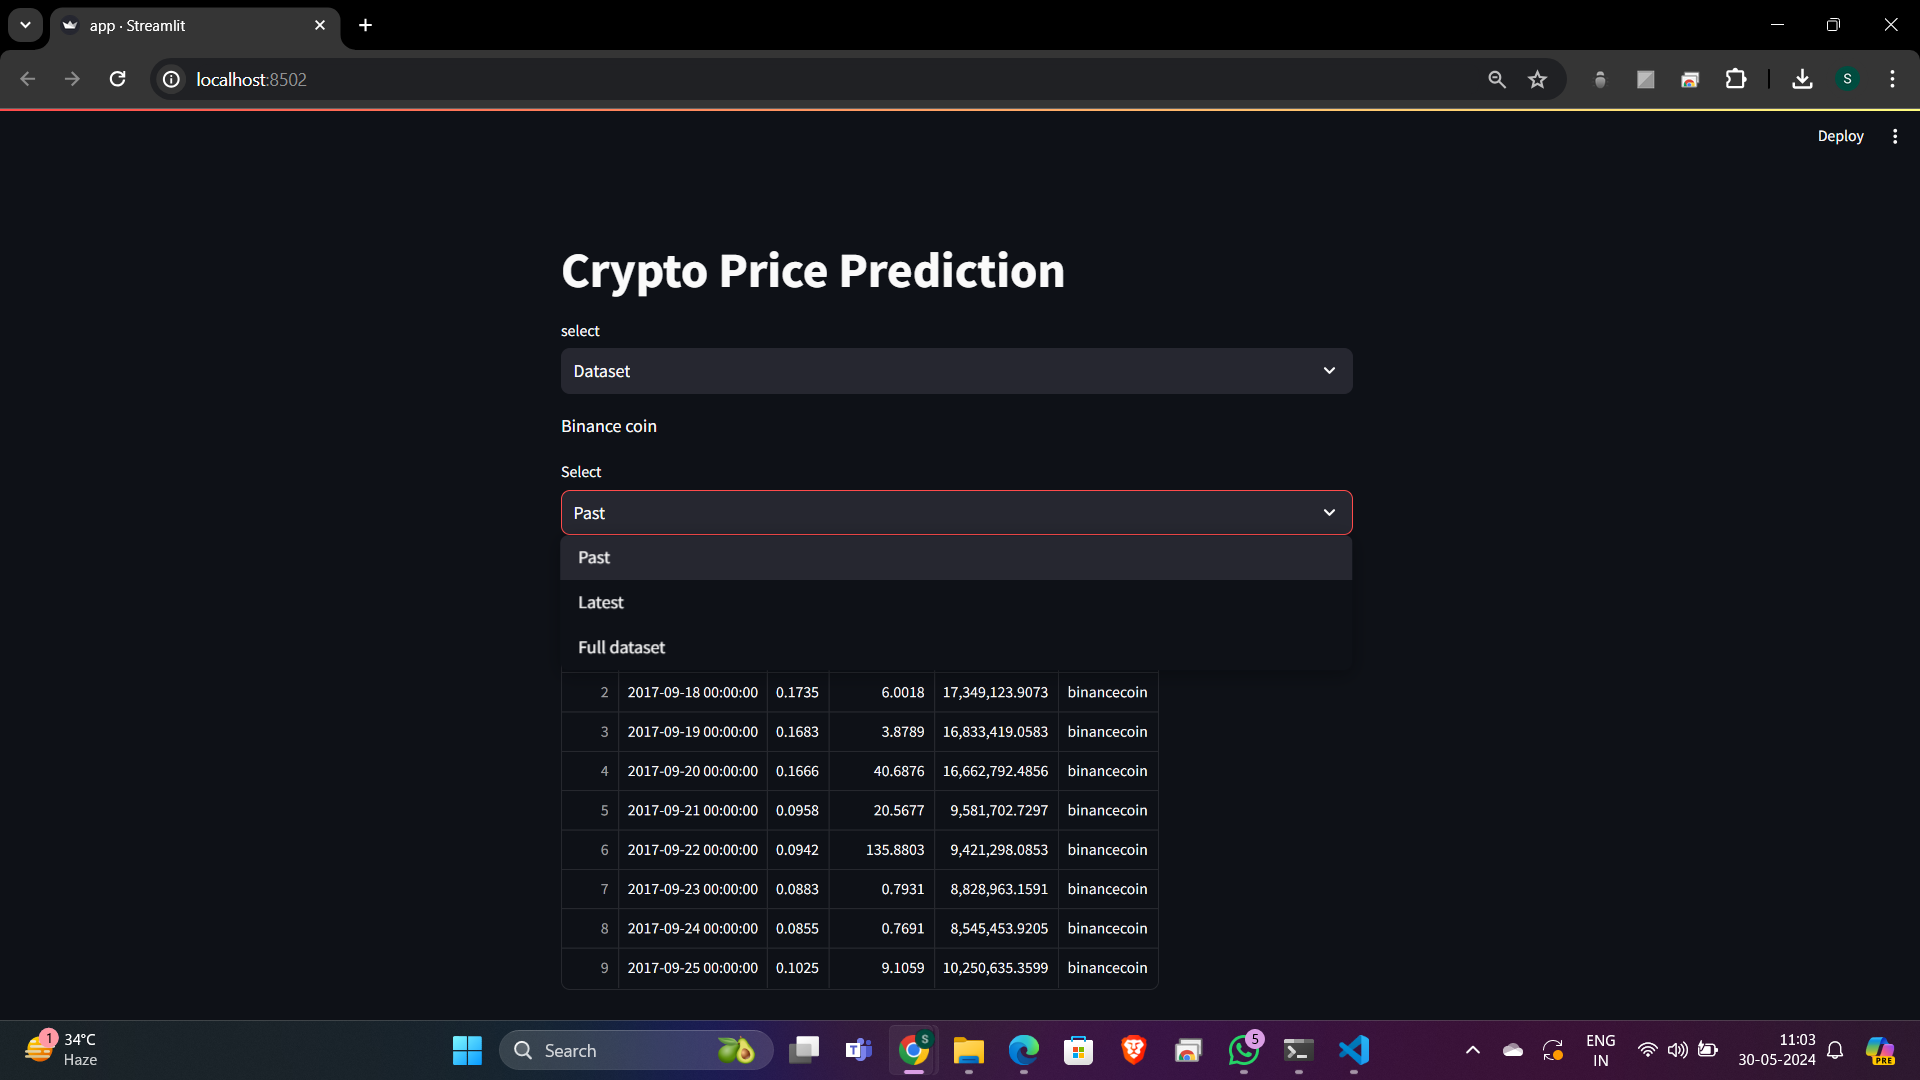 app · Streamlit
localhost:8502
S
Deploy
Crypto Price Prediction
select
Dataset
Binance coin
Select
Past
Past
Latest
Full dataset
2 2017-09-18 00:00:00 0.1735 6.0018 17,349,123.9073 binancecoin
3 2017-09-19 00:00:00 0.1683 3.8789 16,833,419.0583 binancecoin
4 2017-09-20 00:00:00 0.1666 40.6876 16,662,792.4856 binancecoin
5 2017-09-21 00:00:00 0.0958 20.5677 9,581,702.7297 binancecoin
6 2017-09-22 00:00:00 0.0942 135.8803 9,421,298.0853 binancecoin
7 2017-09-23 00:00:00 0.0883 0.7931 8,828,963.1591 binancecoin
8 2017-09-24 00:00:00 0.0855 0.7691 8,545,453.9205 binancecoin
9 2017-09-25 00:00:00 0.1025 9.1059 10,250,635.3599 binancecoin
1
34°C
Haze
Search
S
5
ENG
IN
11:03
30-05-2024
PRE